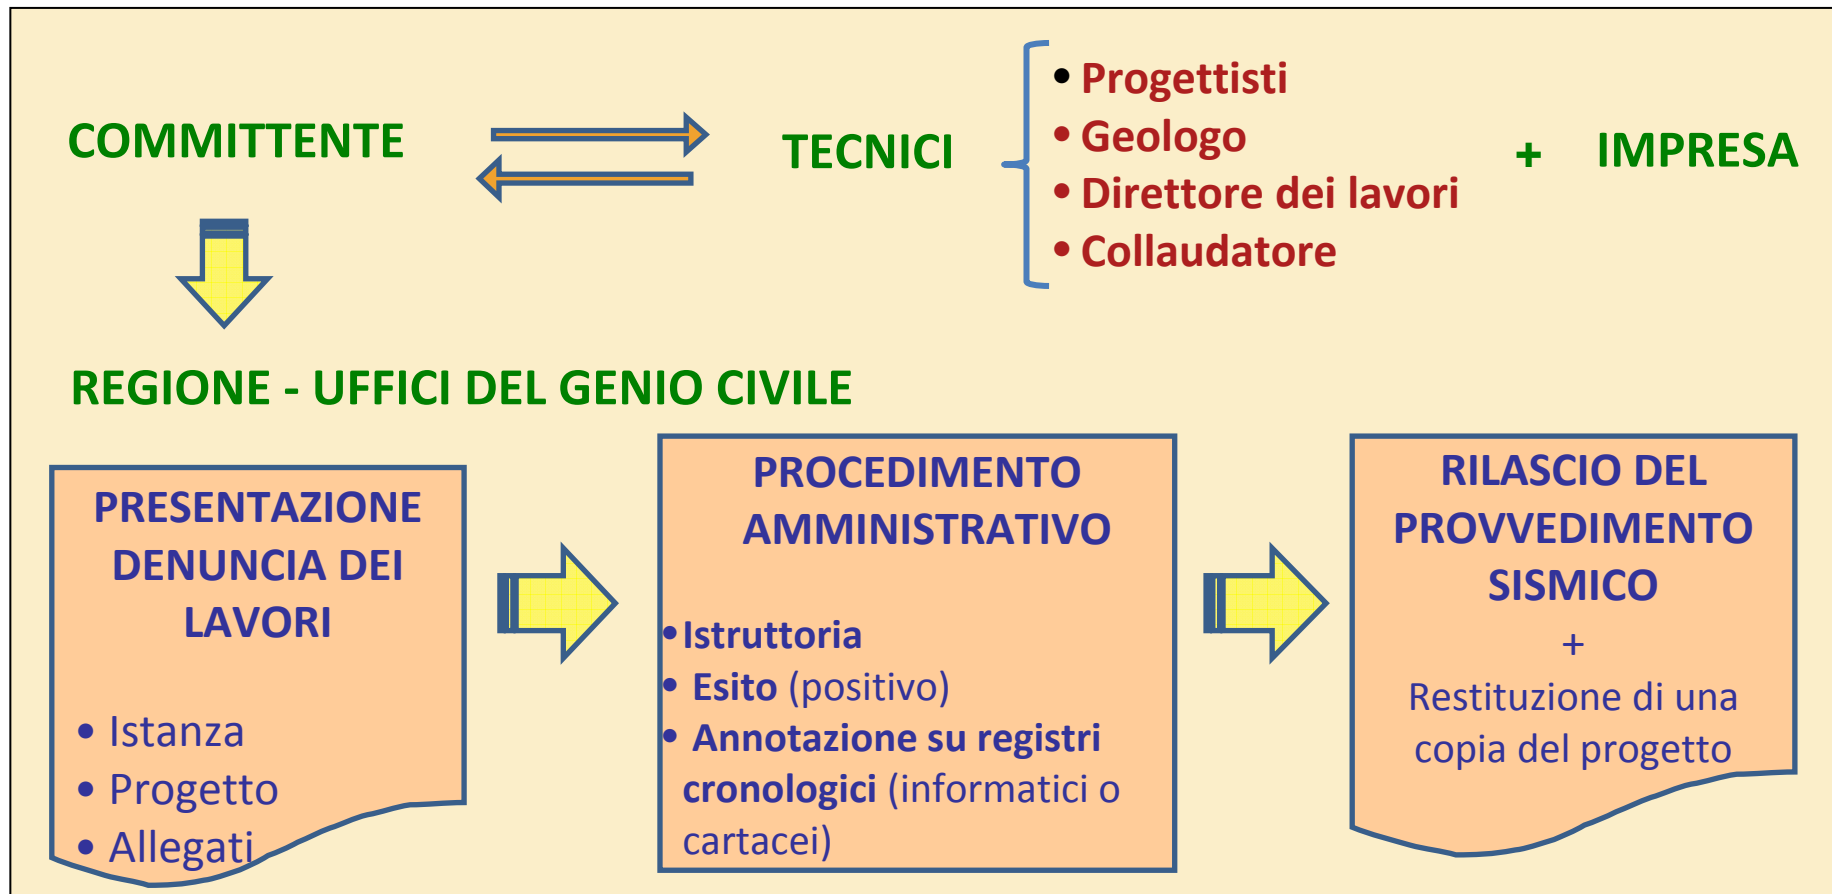 COMMITTENTE
TECNICI
• Progettisti
• Geologo
• Direttore dei lavori
• Collaudatore
+ IMPRESA
REGIONE - UFFICI DEL GENIO CIVILE
PRESENTAZIONE
DENUNCIA DEI
LAVORI
• Istanza
• Progetto
• Allegati
PROCEDIMENTO
AMMINISTRATIVO
• Istruttoria
• Esito (positivo)
• Annotazione su registri
cronologici (informatici o
cartacei)
RILASCIO DEL
PROVVEDIMENTO
SISMICO
+
Restituzione di una
copia del progetto